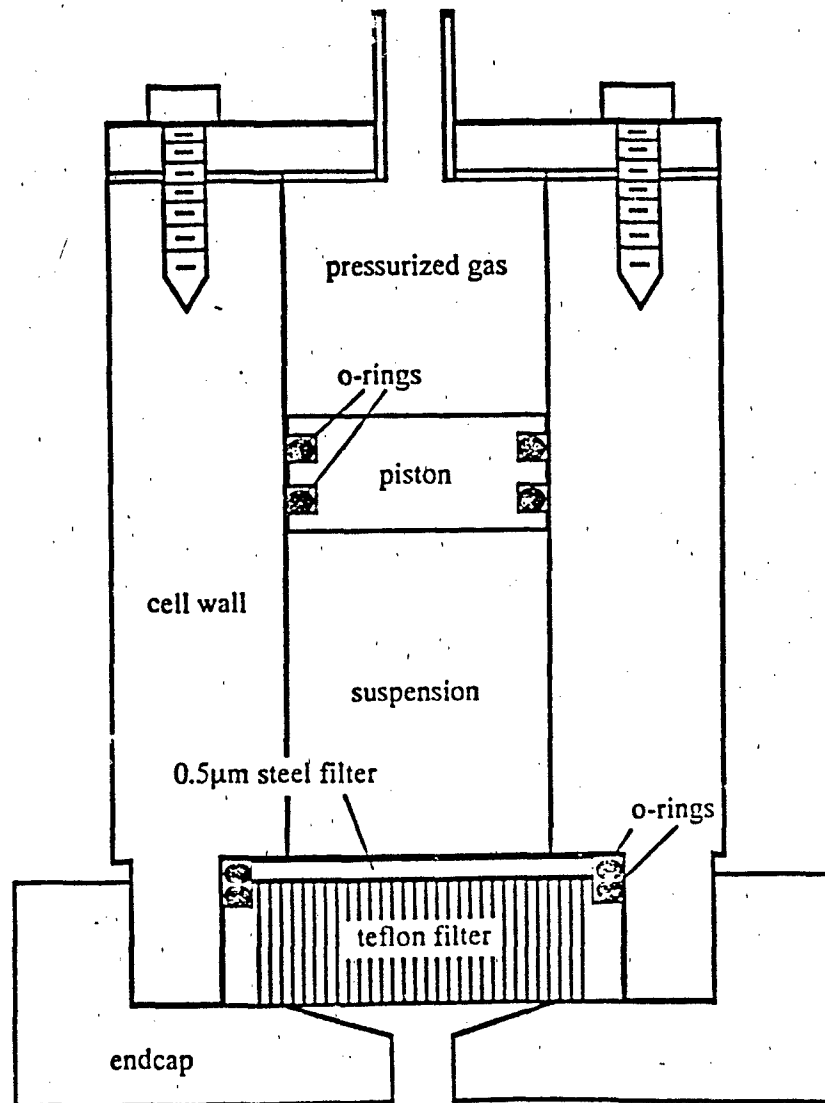 pressurized gas
o-rings
piston
cell wall
suspension
0.5µm steel filter
o-rings
teflon filter
endcap